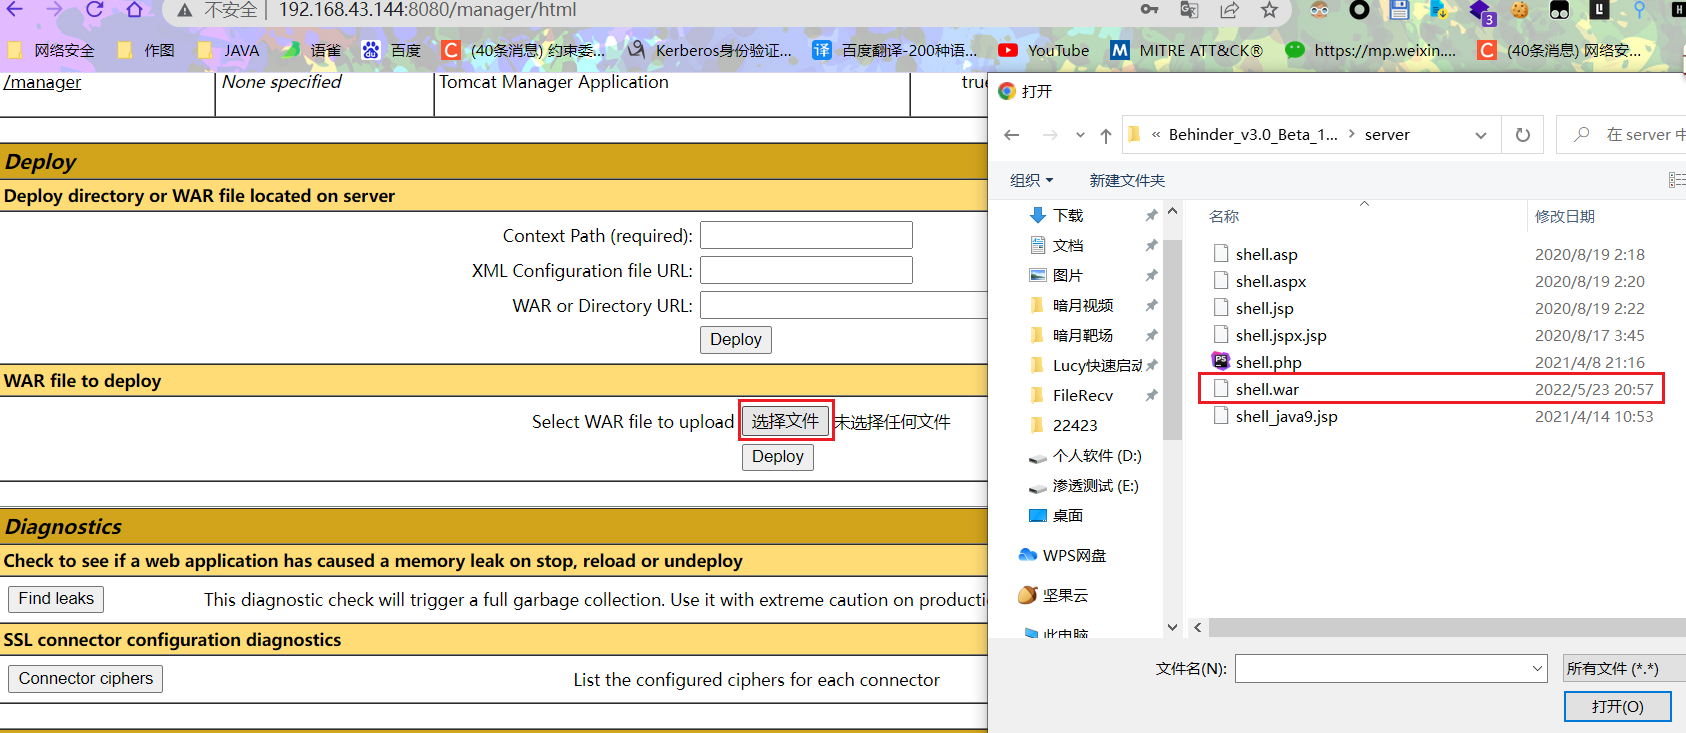 不安全 192.168.43.144:8080/manager/html
3
网络安全 作图 JAVA 语雀 百度 (40条消息) 约束委... Kerberos身份验证... 百度翻译-200种语... YouTube MITRE ATT&CK® https://mp.weixin.... (40条消息) 网络安...
/manager None specified Tomcat Manager Application true
Deploy
Deploy directory or WAR file located on server
Context Path (required):
XML Configuration file URL:
WAR or Directory URL:
Deploy
WAR file to deploy
Select WAR file to upload 选择文件 未选择任何文件
Deploy
Diagnostics
Check to see if a web application has caused a memory leak on stop, reload or undeploy
Find leaks This diagnostic check will trigger a full garbage collection. Use it with extreme caution on producti
SSL connector configuration diagnostics
Connector ciphers List the configured ciphers for each connector
打开
« Behinder_v3.0_Beta_1... > server 在 server 中
组织 新建文件夹
下载
文档
图片
暗月视频
暗月靶场
Lucy快速启动
FileRecv
22423
个人软件 (D:)
渗透测试 (E:)
桌面
WPS网盘
坚果云
此电脑
名称 修改日期
shell.asp 2020/8/19 2:18
shell.aspx 2020/8/19 2:20
shell.jsp 2020/8/19 2:22
shell.jspx.jsp 2020/8/17 3:45
shell.php 2021/4/8 21:16
shell.war 2022/5/23 20:57
shell_java9.jsp 2021/4/14 10:53
文件名(N): 所有文件 (*.*)
打开(O)